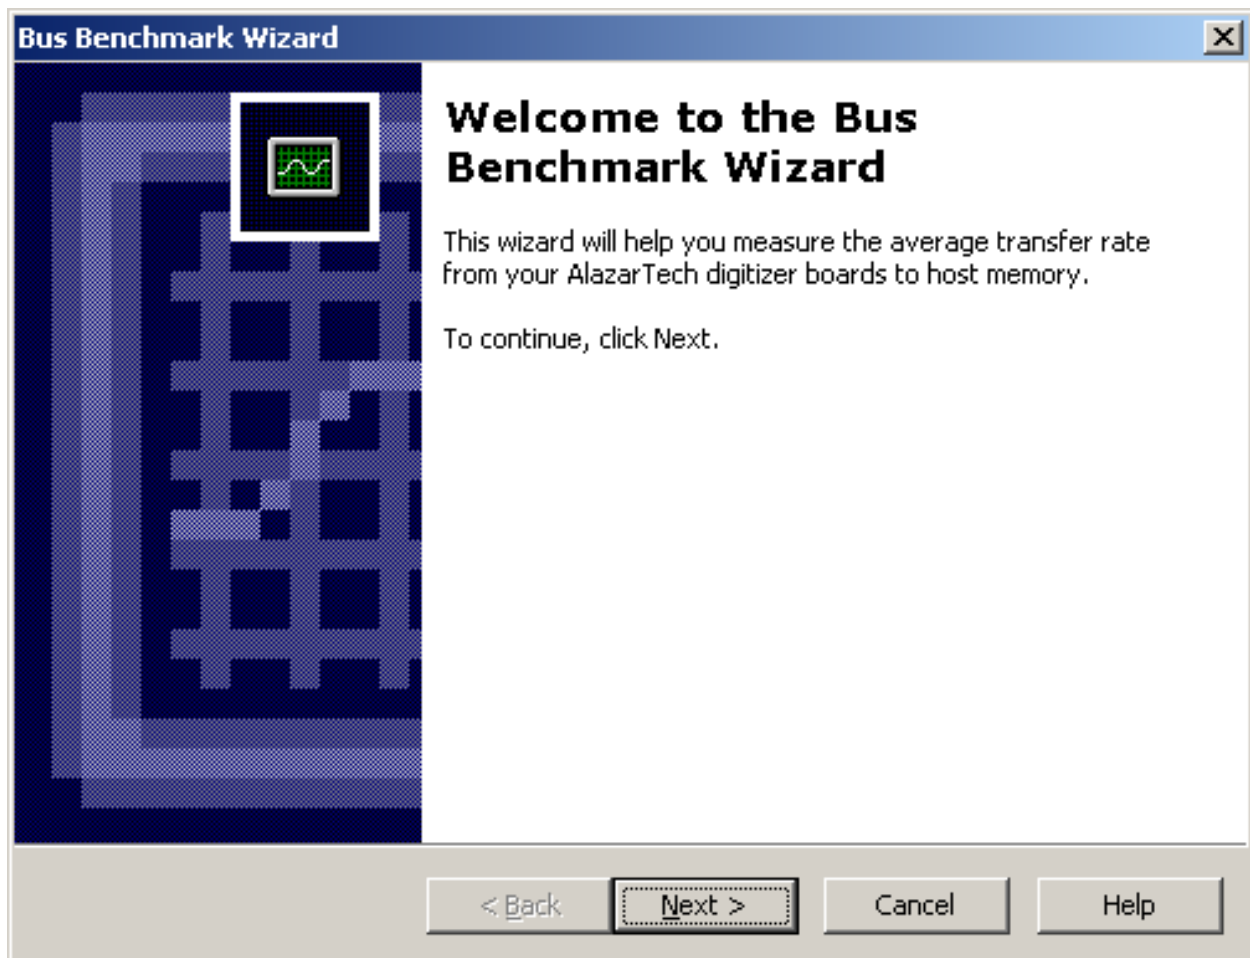 Bus Benchmark Wizard
Welcome to the Bus
Benchmark Wizard
This wizard will help you measure the average transfer rate
from your AlazarTech digitizer boards to host memory.
To continue, click Next.
< Back
Next >
Cancel
Help